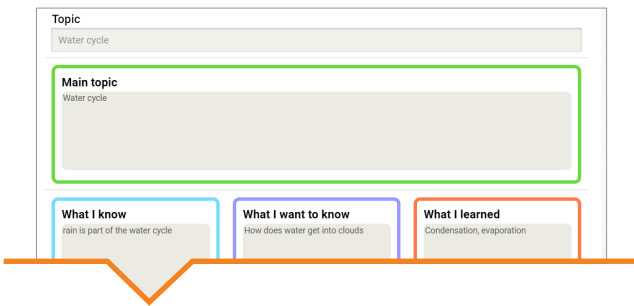 Topic
Water cycle
Main topic
Water cycle
What I know
rain is part of the water cycle
What I want to know
How does water get into clouds
What I learned
Condensation, evaporation